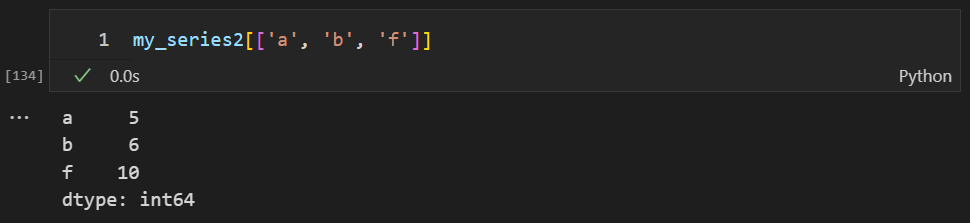 1 my_series2[['a', 'b', 'f']]
[134] ✓ 0.0s Python
... a 5
b 6
f 10
dtype: int64